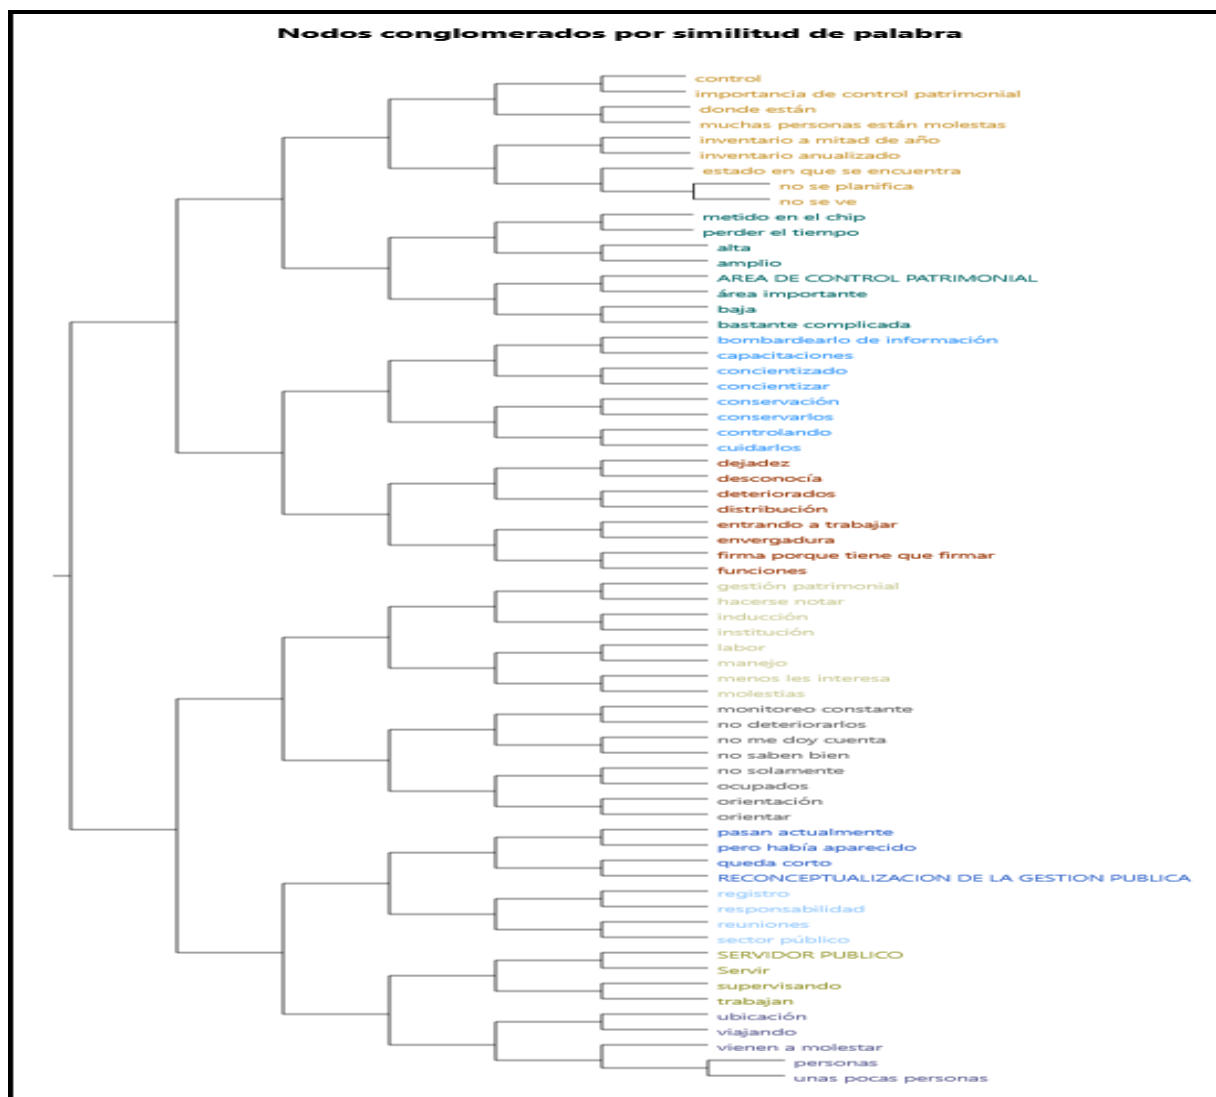 Nodos conglomerados por similitud de palabra
control
importancia de control patrimonial
donde están
muchas personas están molestas
inventario a mitad de año
inventario anualizado
estado en que se encuentra
no se planifica
no se ve
metido en el chip
perder el tiempo
alta
amplio
AREA DE CONTROL PATRIMONIAL
área importante
baja
bastante complicada
bombardearlo de información
capacitaciones
concientizado
concientizar
conservación
conservarlos
controlando
cuidarlos
dejadez
desconocía
deteriorados
distribución
entrando a trabajar
envergadura
firma porque tiene que firmar
funciones
gestión patrimonial
hacerse notar
inducción
institución
labor
manejo
menos les interesa
molestias
monitoreo constante
no deteriorarlos
no me doy cuenta
no saben bien
no solamente
ocupados
orientación
orientar
pasan actualmente
pero había aparecido
queda corto
RECONCEPTUALIZACION DE LA GESTION PUBLICA
registro
responsabilidad
reuniones
sector público
SERVIDOR PUBLICO
Servir
supervisando
trabajan
ubicación
viajando
vienen a molestar
personas
unas pocas personas